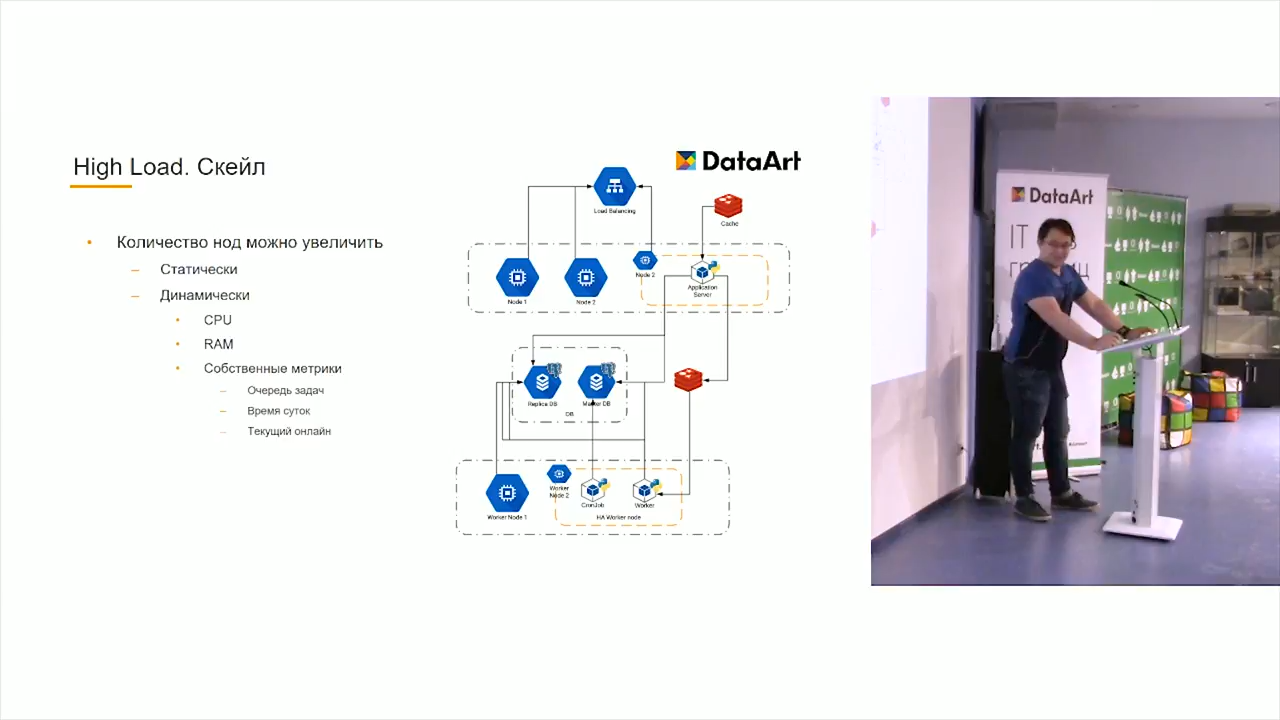 High Load. Скейл
DataArt
Количество нод можно увеличить
Статически
Динамически
CPU
RAM
Собственные метрики
Очередь задач
Время суток
Текущий онлайн
Load Balancing
Cache
Node 1
Node 2
Node 2
Application
Server
Replica DB
Master DB
DB
Worker Node 1
Worker
Node 2
CronJob
Worker
HA Worker node
DataArt
IT